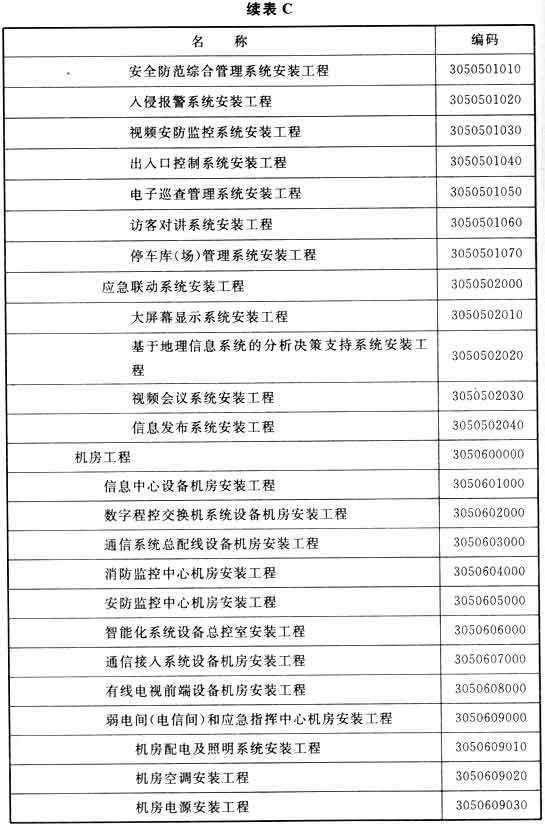 续表 C
名　称 编码
安全防范综合管理系统安装工程 3050501010
入侵报警系统安装工程 3050501020
视频安防监控系统安装工程 3050501030
出入口控制系统安装工程 3050501040
电子巡查管理系统安装工程 3050501050
访客对讲系统安装工程 3050501060
停车库(场)管理系统安装工程 3050501070
应急联动系统安装工程 3050502000
大屏幕显示系统安装工程 3050502010
基于地理信息系统的分析决策支持系统安装工
程 3050502020
视频会议系统安装工程 3050502030
信息发布系统安装工程 3050502040
机房工程 3050600000
信息中心设备机房安装工程 3050601000
数字程控交换机系统设备机房安装工程 3050602000
通信系统总配线设备机房安装工程 3050603000
消防监控中心机房安装工程 3050604000
安防监控中心机房安装工程 3050605000
智能化系统设备总控室安装工程 3050606000
通信接入系统设备机房安装工程 3050607000
有线电视前端设备机房安装工程 3050608000
弱电间(电信间)和应急指挥中心机房安装工程 3050609000
机房配电及照明系统安装工程 3050609010
机房空调安装工程 3050609020
机房电源安装工程 3050609030